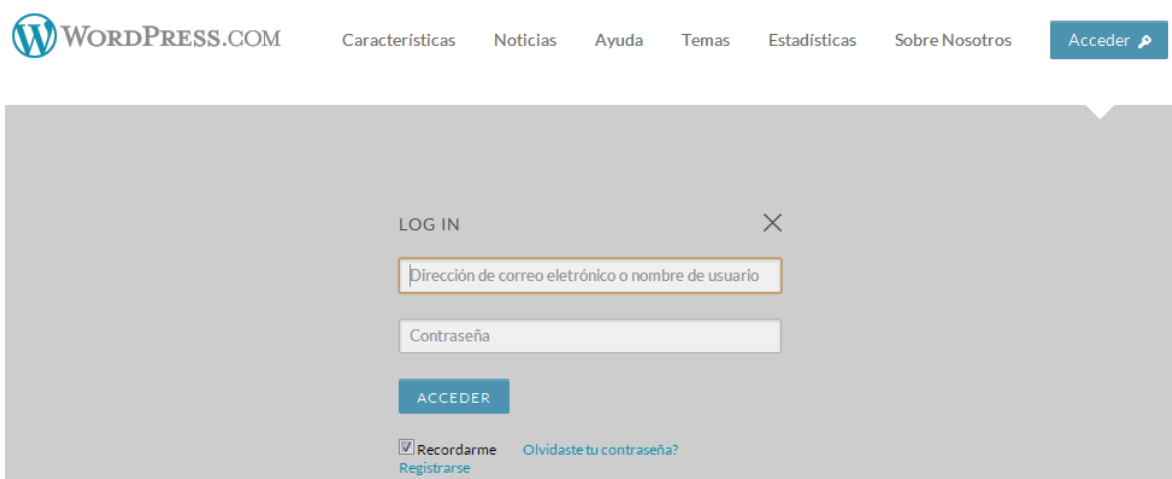 WORDPRESS.COM
Características Noticias Ayuda Temas Estadísticas Sobre Nosotros Acceder
LOG IN
Dirección de correo eletrónico o nombre de usuario
Contraseña
ACCEDER
Recordarme Olvidaste tu contraseña?
Registrarse